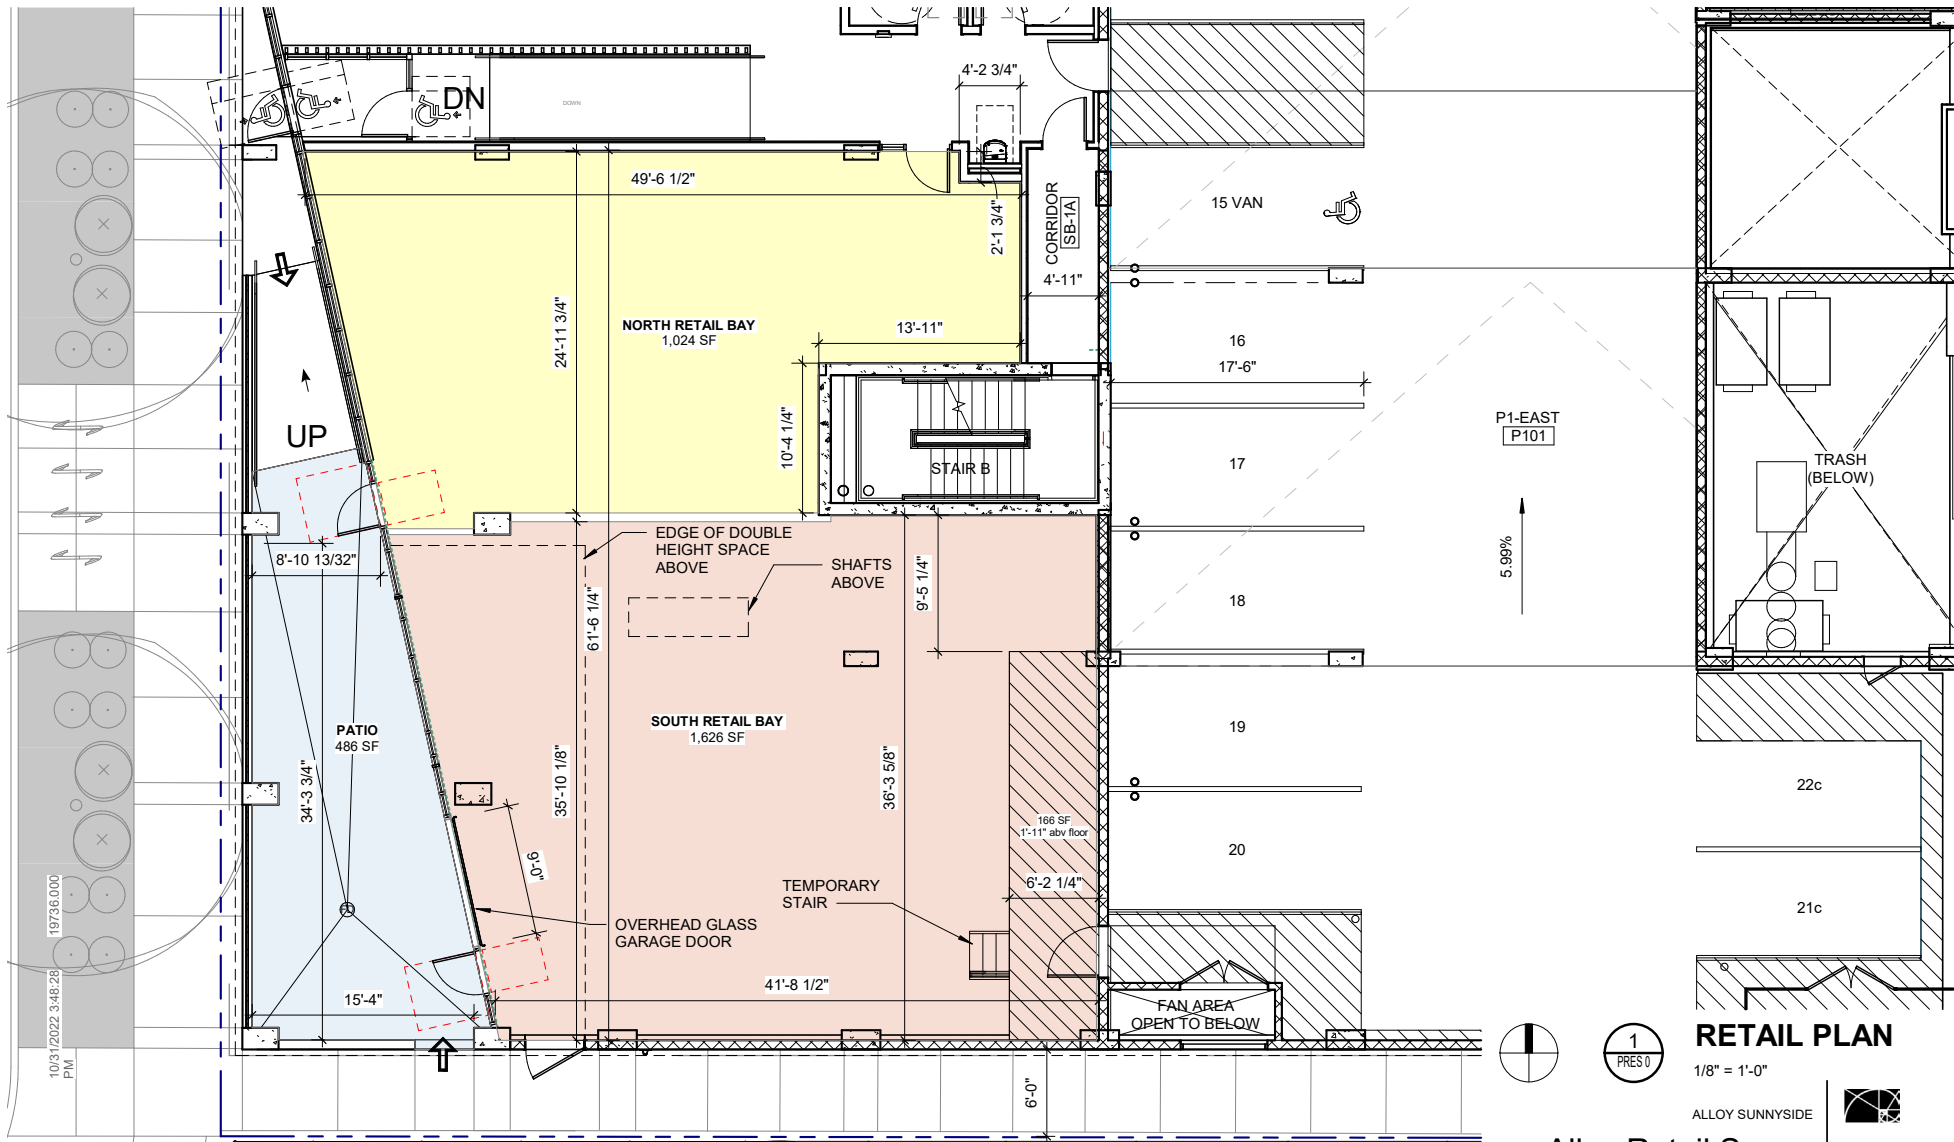 4'-2 3/4"
DN
DOWN
49'-6 1/2"
15 VAN
2'-1 3/4"
CORRIDOR
SB-1A
4'-11"
24'-11 3/4"
NORTH RETAIL BAY
1,024 SF
13'-11"
16
17'-6"
UP
10'-4 1/4"
STAIR B
P1-EAST
P101
17
TRASH
(BELOW)
EDGE OF DOUBLE
HEIGHT SPACE
ABOVE
8'-10 13/32"
SHAFTS
ABOVE
5.99%
9'-5 1/4"
18
61'-6 1/4"
PATIO
486 SF
SOUTH RETAIL BAY
1,626 SF
19
34'-3 3/4"
35'-10 1/8"
36'-3 5/8"
22c
166 SF
1'-11" abv floor
20
9'-0"
TEMPORARY
STAIR
6'-2 1/4"
21c
OVERHEAD GLASS
GARAGE DOOR
15'-4"
41'-8 1/2"
FAN AREA
OPEN TO BELOW
10/31/2022 3:48:28
PM
19736.000
6'-0"
1
PRES 0
RETAIL PLAN
1/8" = 1'-0"
ALLOY SUNNYSIDE